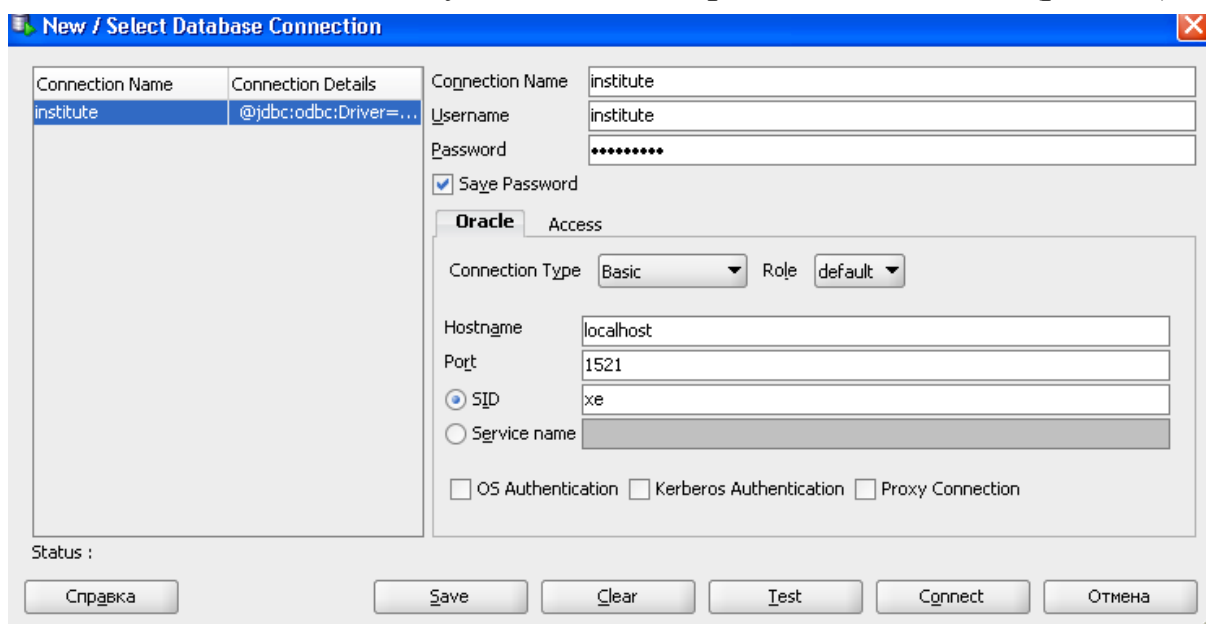 New / Select Database Connection
Connection Name Connection Details
institute @jdbc:odbc:Driver=...
Connection Name institute
Username institute
Password •••••••••
Save Password
Oracle Access
Connection Type Basic Role default
Hostname localhost
Port 1521
SID xe
Service name
OS Authentication Kerberos Authentication Proxy Connection
Status :
Справка Save Clear Test Connect Отмена